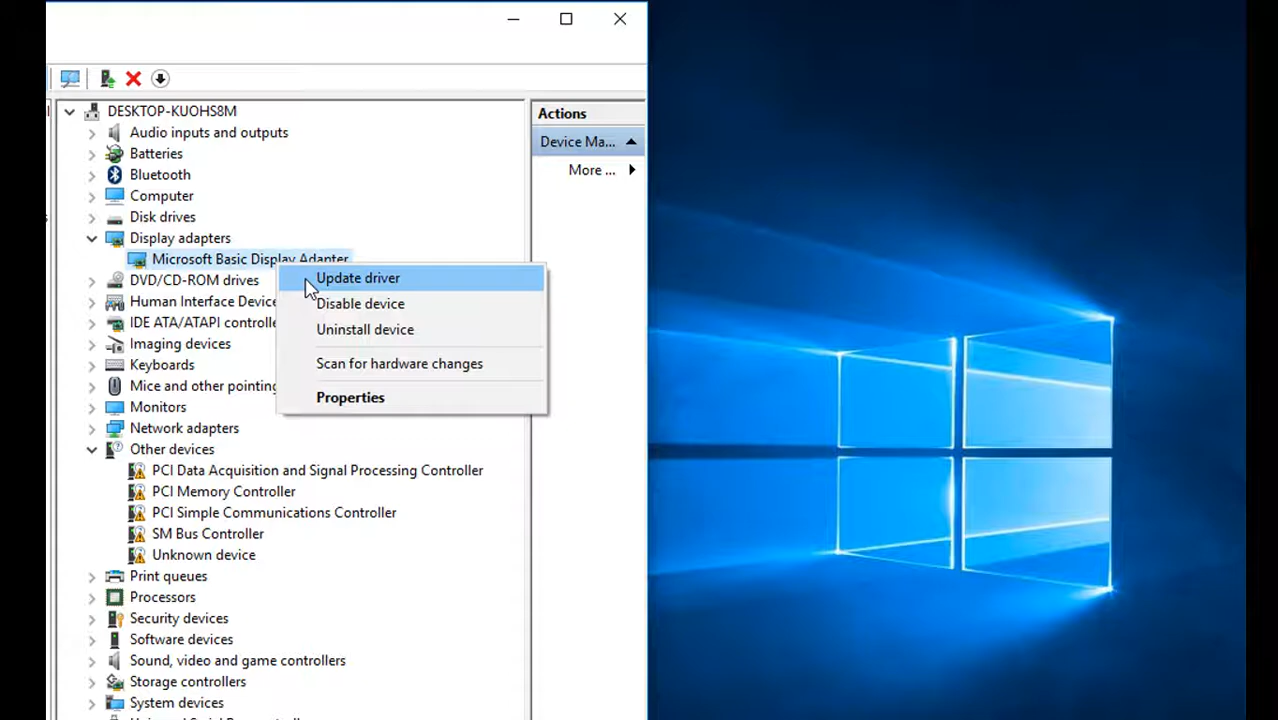 DESKTOP-KUOHS8M
Audio inputs and outputs
Batteries
Bluetooth
Computer
Disk drives
Display adapters
Microsoft Basic Display Adapter
DVD/CD-ROM drives
Human Interface Device
IDE ATA/ATAPI controlle
Imaging devices
Keyboards
Mice and other pointing
Monitors
Network adapters
Other devices
PCI Data Acquisition and Signal Processing Controller
PCI Memory Controller
PCI Simple Communications Controller
SM Bus Controller
Unknown device
Print queues
Processors
Security devices
Software devices
Sound, video and game controllers
Storage controllers
System devices
Update driver
Disable device
Uninstall device
Scan for hardware changes
Properties
Actions
Device Ma...
More ...